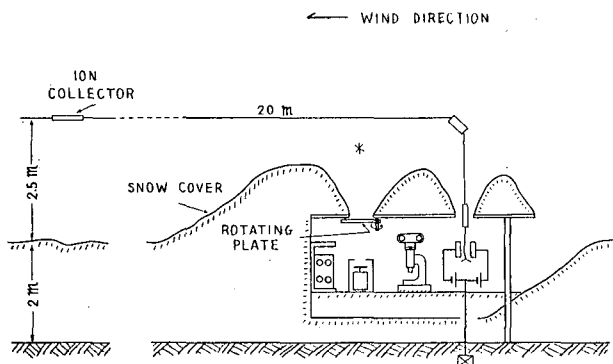 WIND DIRECTION
ION
COLLECTOR
20 m
2.5 m
SNOW COVER
ROTATING
PLATE
2 m